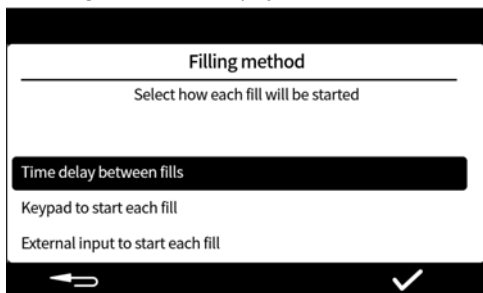 Filling method
Select how each fill will be started
Time delay between fills
Keypad to start each fill
External input to start each fill